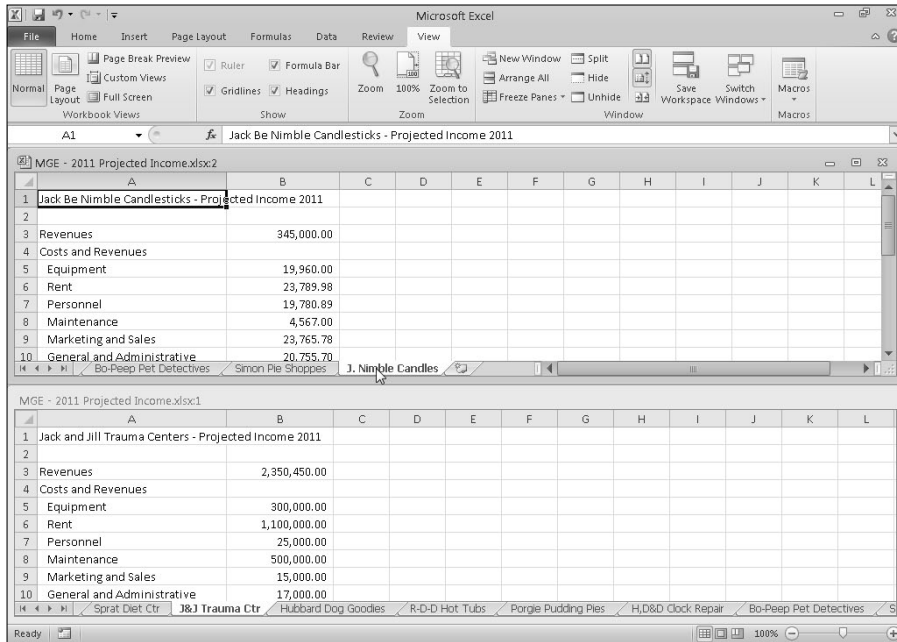 Microsoft Excel
File Home Insert Page Layout Formulas Data Review View
Normal
Page Layout
Page Break Preview
Custom Views
Full Screen
Workbook Views
Ruler
Formula Bar
Gridlines
Headings
Show
Zoom
100%
Zoom to Selection
Zoom
New Window
Arrange All
Freeze Panes
Split
Hide
Unhide
Save Workspace
Switch Windows
Window
Macros
Macros
A1 fx Jack Be Nimble Candlesticks - Projected Income 2011
MGE - 2011 Projected Income.xlsx:2
A B C D E F G H I J K L
1 Jack Be Nimble Candlesticks - Projected Income 2011
2
3 Revenues 345,000.00
4 Costs and Revenues
5 Equipment 19,960.00
6 Rent 23,789.98
7 Personnel 19,780.89
8 Maintenance 4,567.00
9 Marketing and Sales 23,765.78
10 General and Administrative 20,755.70
Bo-Peep Pet Detectives Simon Pie Shoppes J. Nimble Candles
MGE - 2011 Projected Income.xlsx:1
A B C D E F G H I J K L
1 Jack and Jill Trauma Centers - Projected Income 2011
2
3 Revenues 2,350,450.00
4 Costs and Revenues
5 Equipment 300,000.00
6 Rent 1,100,000.00
7 Personnel 25,000.00
8 Maintenance 500,000.00
9 Marketing and Sales 15,000.00
10 General and Administrative 17,000.00
Sprat Diet Ctr J&J Trauma Ctr Hubbard Dog Goodies R-D-D Hot Tubs Porgie Pudding Pies H,D&D Clock Repair Bo-Peep Pet Detectives S
Ready 100%